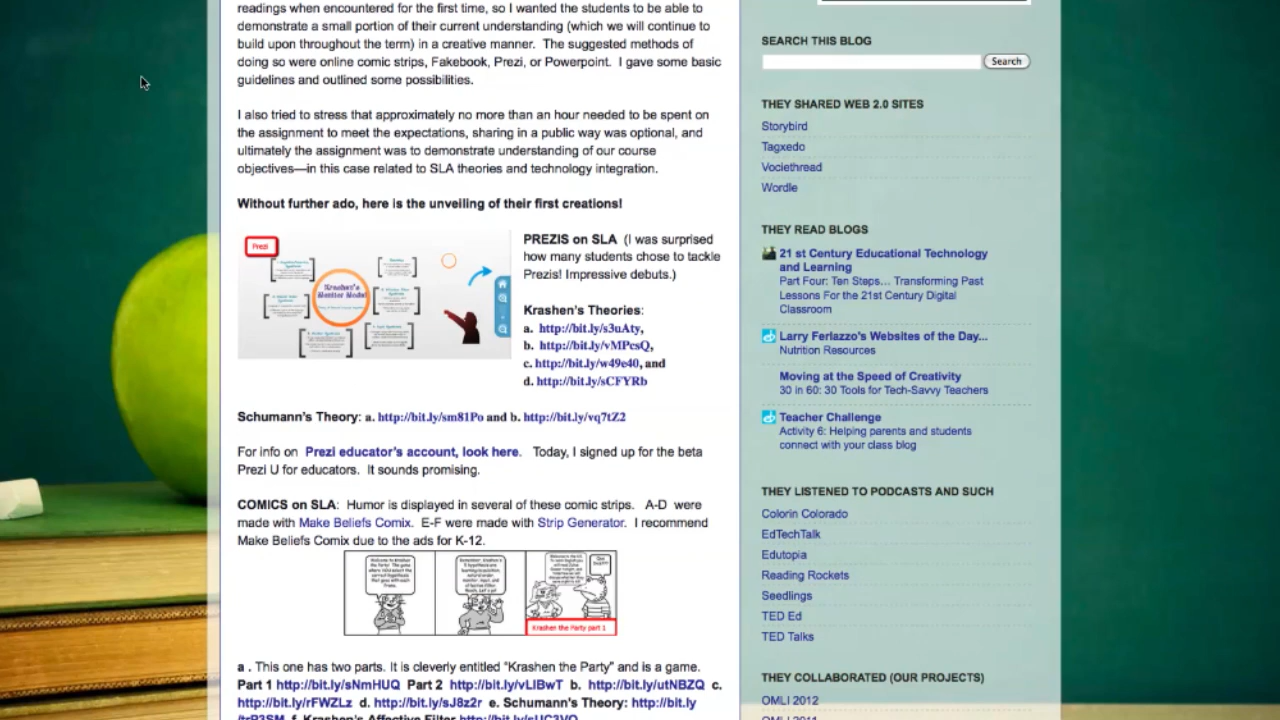 readings when encountered for the first time, so I wanted the students to be able to
demonstrate a small portion of their current understanding (which we will continue to
build upon throughout the term) in a creative manner.  The suggested methods of
doing so were online comic strips, Fakebook, Prezi, or Powerpoint.  I gave some basic
guidelines and outlined some possibilities.
I also tried to stress that approximately no more than an hour needed to be spent on
the assignment to meet the expectations, sharing in a public way was optional, and
ultimately the assignment was to demonstrate understanding of our course
objectives—in this case related to SLA theories and technology integration.
Without further ado, here is the unveiling of their first creations!
Prezi
Krashen's
Monitor Model
PREZIS on SLA  (I was surprised
how many students chose to tackle
Prezis! Impressive debuts.)
Krashen's Theories:
a.  http://bit.ly/s3uAty,
b.  http://bit.ly/vMPcsQ,
c. http://bit.ly/w49e40, and
d. http://bit.ly/sCFYRb
Schumann's Theory: a. http://bit.ly/sm81Po and b. http://bit.ly/vq7tZ2
For info on  Prezi educator's account, look here.   Today, I signed up for the beta
Prezi U for educators.  It sounds promising.
COMICS on SLA:  Humor is displayed in several of these comic strips.   A-D  were
made with Make Beliefs Comix.  E-F were made with Strip Generator.  I recommend
Make Beliefs Comix due to the ads for K-12.
Krashen the Party part 1
a . This one has two parts. It is cleverly entitled "Krashen the Party" and is a game.
Part 1 http://bit.ly/sNmHUQ  Part 2  http://bit.ly/vLIBwT  b.  http://bit.ly/utNBZQ  c.
http://bit.ly/rFWZLz  d. http://bit.ly/sJ8z2r  e. Schumann's Theory: http://bit.ly
/trP3SM  f. Krashen's Affective Filter http://bit.ly/sUC3VO
SEARCH THIS BLOG
Search
THEY SHARED WEB 2.0 SITES
Storybird
Tagxedo
Vociethread
Wordle
THEY READ BLOGS
21 st Century Educational Technology
and Learning
Part Four: Ten Steps... Transforming Past
Lessons For the 21st Century Digital
Classroom
Larry Ferlazzo's Websites of the Day...
Nutrition Resources
Moving at the Speed of Creativity
30 in 60: 30 Tools for Tech-Savvy Teachers
Teacher Challenge
Activity 6: Helping parents and students
connect with your class blog
THEY LISTENED TO PODCASTS AND SUCH
Colorin Colorado
EdTechTalk
Edutopia
Reading Rockets
Seedlings
TED Ed
TED Talks
THEY COLLABORATED (OUR PROJECTS)
OMLI 2012
OMLI 2011